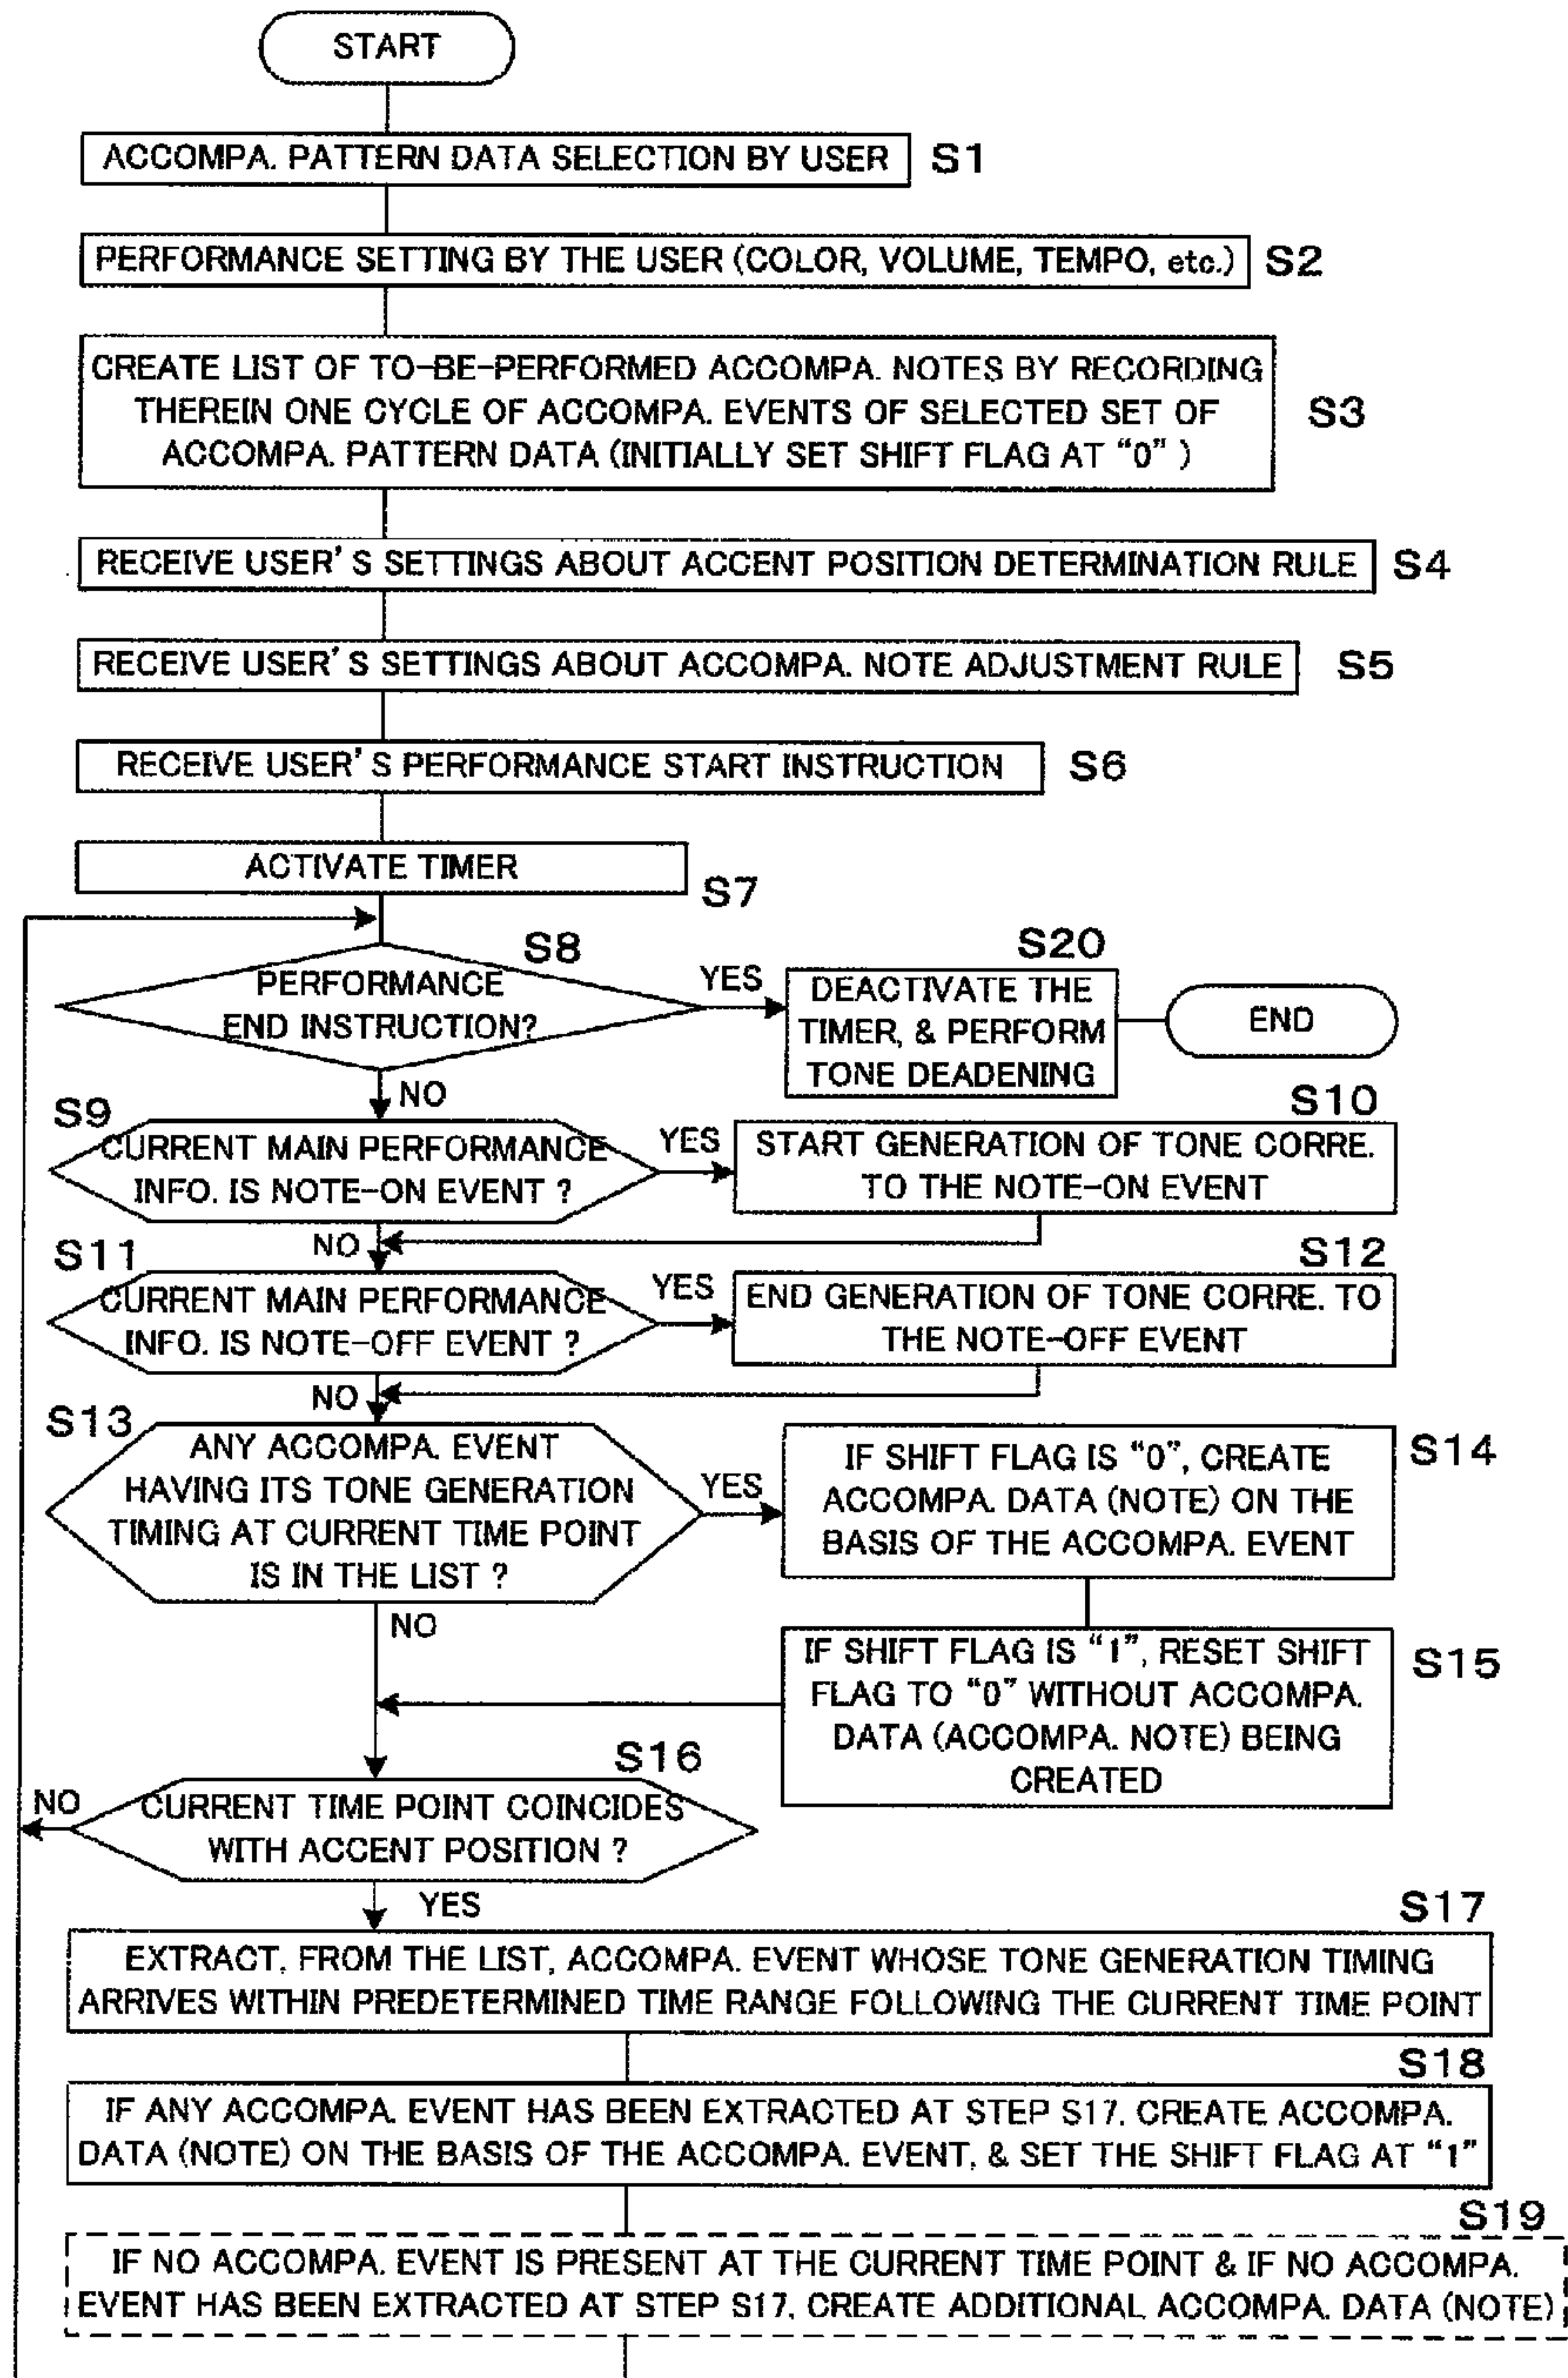 START
ACCOMPA. PATTERN DATA SELECTION BY USER
S1
PERFORMANCE SETTING BY THE USER (COLOR, VOLUME, TEMPO, etc.)
S2
CREATE LIST OF TO-BE-PERFORMED ACCOMPA. NOTES BY RECORDING
THEREIN ONE CYCLE OF ACCOMPA. EVENTS OF SELECTED SET OF
ACCOMPA. PATTERN DATA (INITIALLY SET SHIFT FLAG AT “0” )
S3
RECEIVE USER’S SETTINGS ABOUT ACCENT POSITION DETERMINATION RULE
S4
RECEIVE USER’S SETTINGS ABOUT ACCOMPA. NOTE ADJUSTMENT RULE
S5
RECEIVE USER’S PERFORMANCE START INSTRUCTION
S6
ACTIVATE TIMER
S7
S8
PERFORMANCE
END INSTRUCTION?
YES
S20
DEACTIVATE THE
TIMER, & PERFORM
TONE DEADENING
END
NO
S9
CURRENT MAIN PERFORMANCE
INFO. IS NOTE-ON EVENT ?
YES
S10
START GENERATION OF TONE CORRE.
TO THE NOTE-ON EVENT
NO
S11
CURRENT MAIN PERFORMANCE
INFO. IS NOTE-OFF EVENT ?
YES
S12
END GENERATION OF TONE CORRE. TO
THE NOTE-OFF EVENT
NO
S13
ANY ACCOMPA. EVENT
HAVING ITS TONE GENERATION
TIMING AT CURRENT TIME POINT
IS IN THE LIST ?
YES
S14
IF SHIFT FLAG IS “0”, CREATE
ACCOMPA. DATA (NOTE) ON THE
BASIS OF THE ACCOMPA. EVENT
NO
S15
IF SHIFT FLAG IS “1”, RESET SHIFT
FLAG TO “0” WITHOUT ACCOMPA.
DATA (ACCOMPA. NOTE) BEING
CREATED
S16
CURRENT TIME POINT COINCIDES
WITH ACCENT POSITION ?
NO
YES
S17
EXTRACT, FROM THE LIST, ACCOMPA. EVENT WHOSE TONE GENERATION TIMING
ARRIVES WITHIN PREDETERMINED TIME RANGE FOLLOWING THE CURRENT TIME POINT
S18
IF ANY ACCOMPA. EVENT HAS BEEN EXTRACTED AT STEP S17, CREATE ACCOMPA.
DATA (NOTE) ON THE BASIS OF THE ACCOMPA. EVENT, & SET THE SHIFT FLAG AT “1”
S19
IF NO ACCOMPA. EVENT IS PRESENT AT THE CURRENT TIME POINT & IF NO ACCOMPA.
EVENT HAS BEEN EXTRACTED AT STEP S17, CREATE ADDITIONAL ACCOMPA. DATA (NOTE)